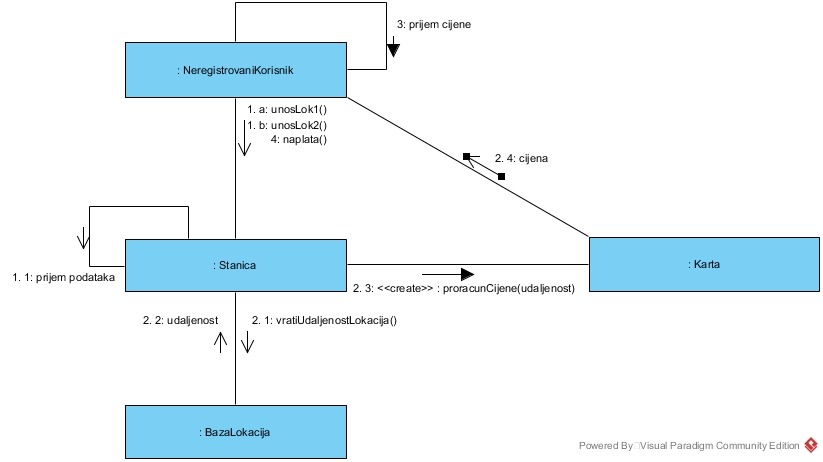 3: prijem cijene
: NeregistrovaniKorisnik
1. a: unosLok1()
1. b: unosLok2()
4: naplata()
2. 4: cijena
: Stanica
: Karta
1. 1: prijem podataka
2. 3: <<create>> : proracunCijene(udaljenost)
2. 2: udaljenost
2. 1: vratiUdaljenostLokacija()
: BazaLokacija
Powered By Visual Paradigm Community Edition